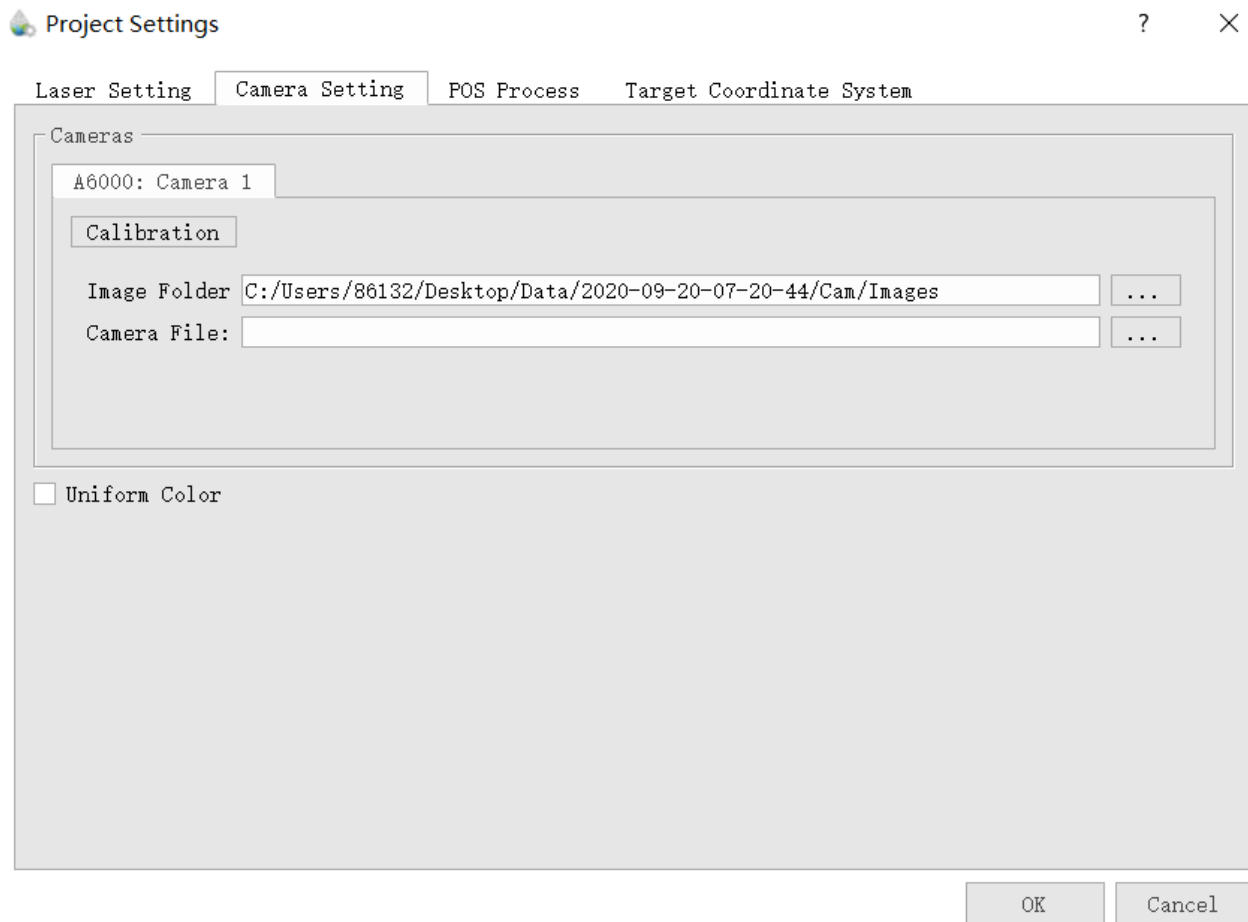 Project Settings ? ×
Laser Setting Camera Setting POS Process Target Coordinate System
Cameras
A6000: Camera 1
Calibration
Image Folder C:/Users/86132/Desktop/Data/2020-09-20-07-20-44/Cam/Images ...
Camera File: ...
Uniform Color
OK Cancel